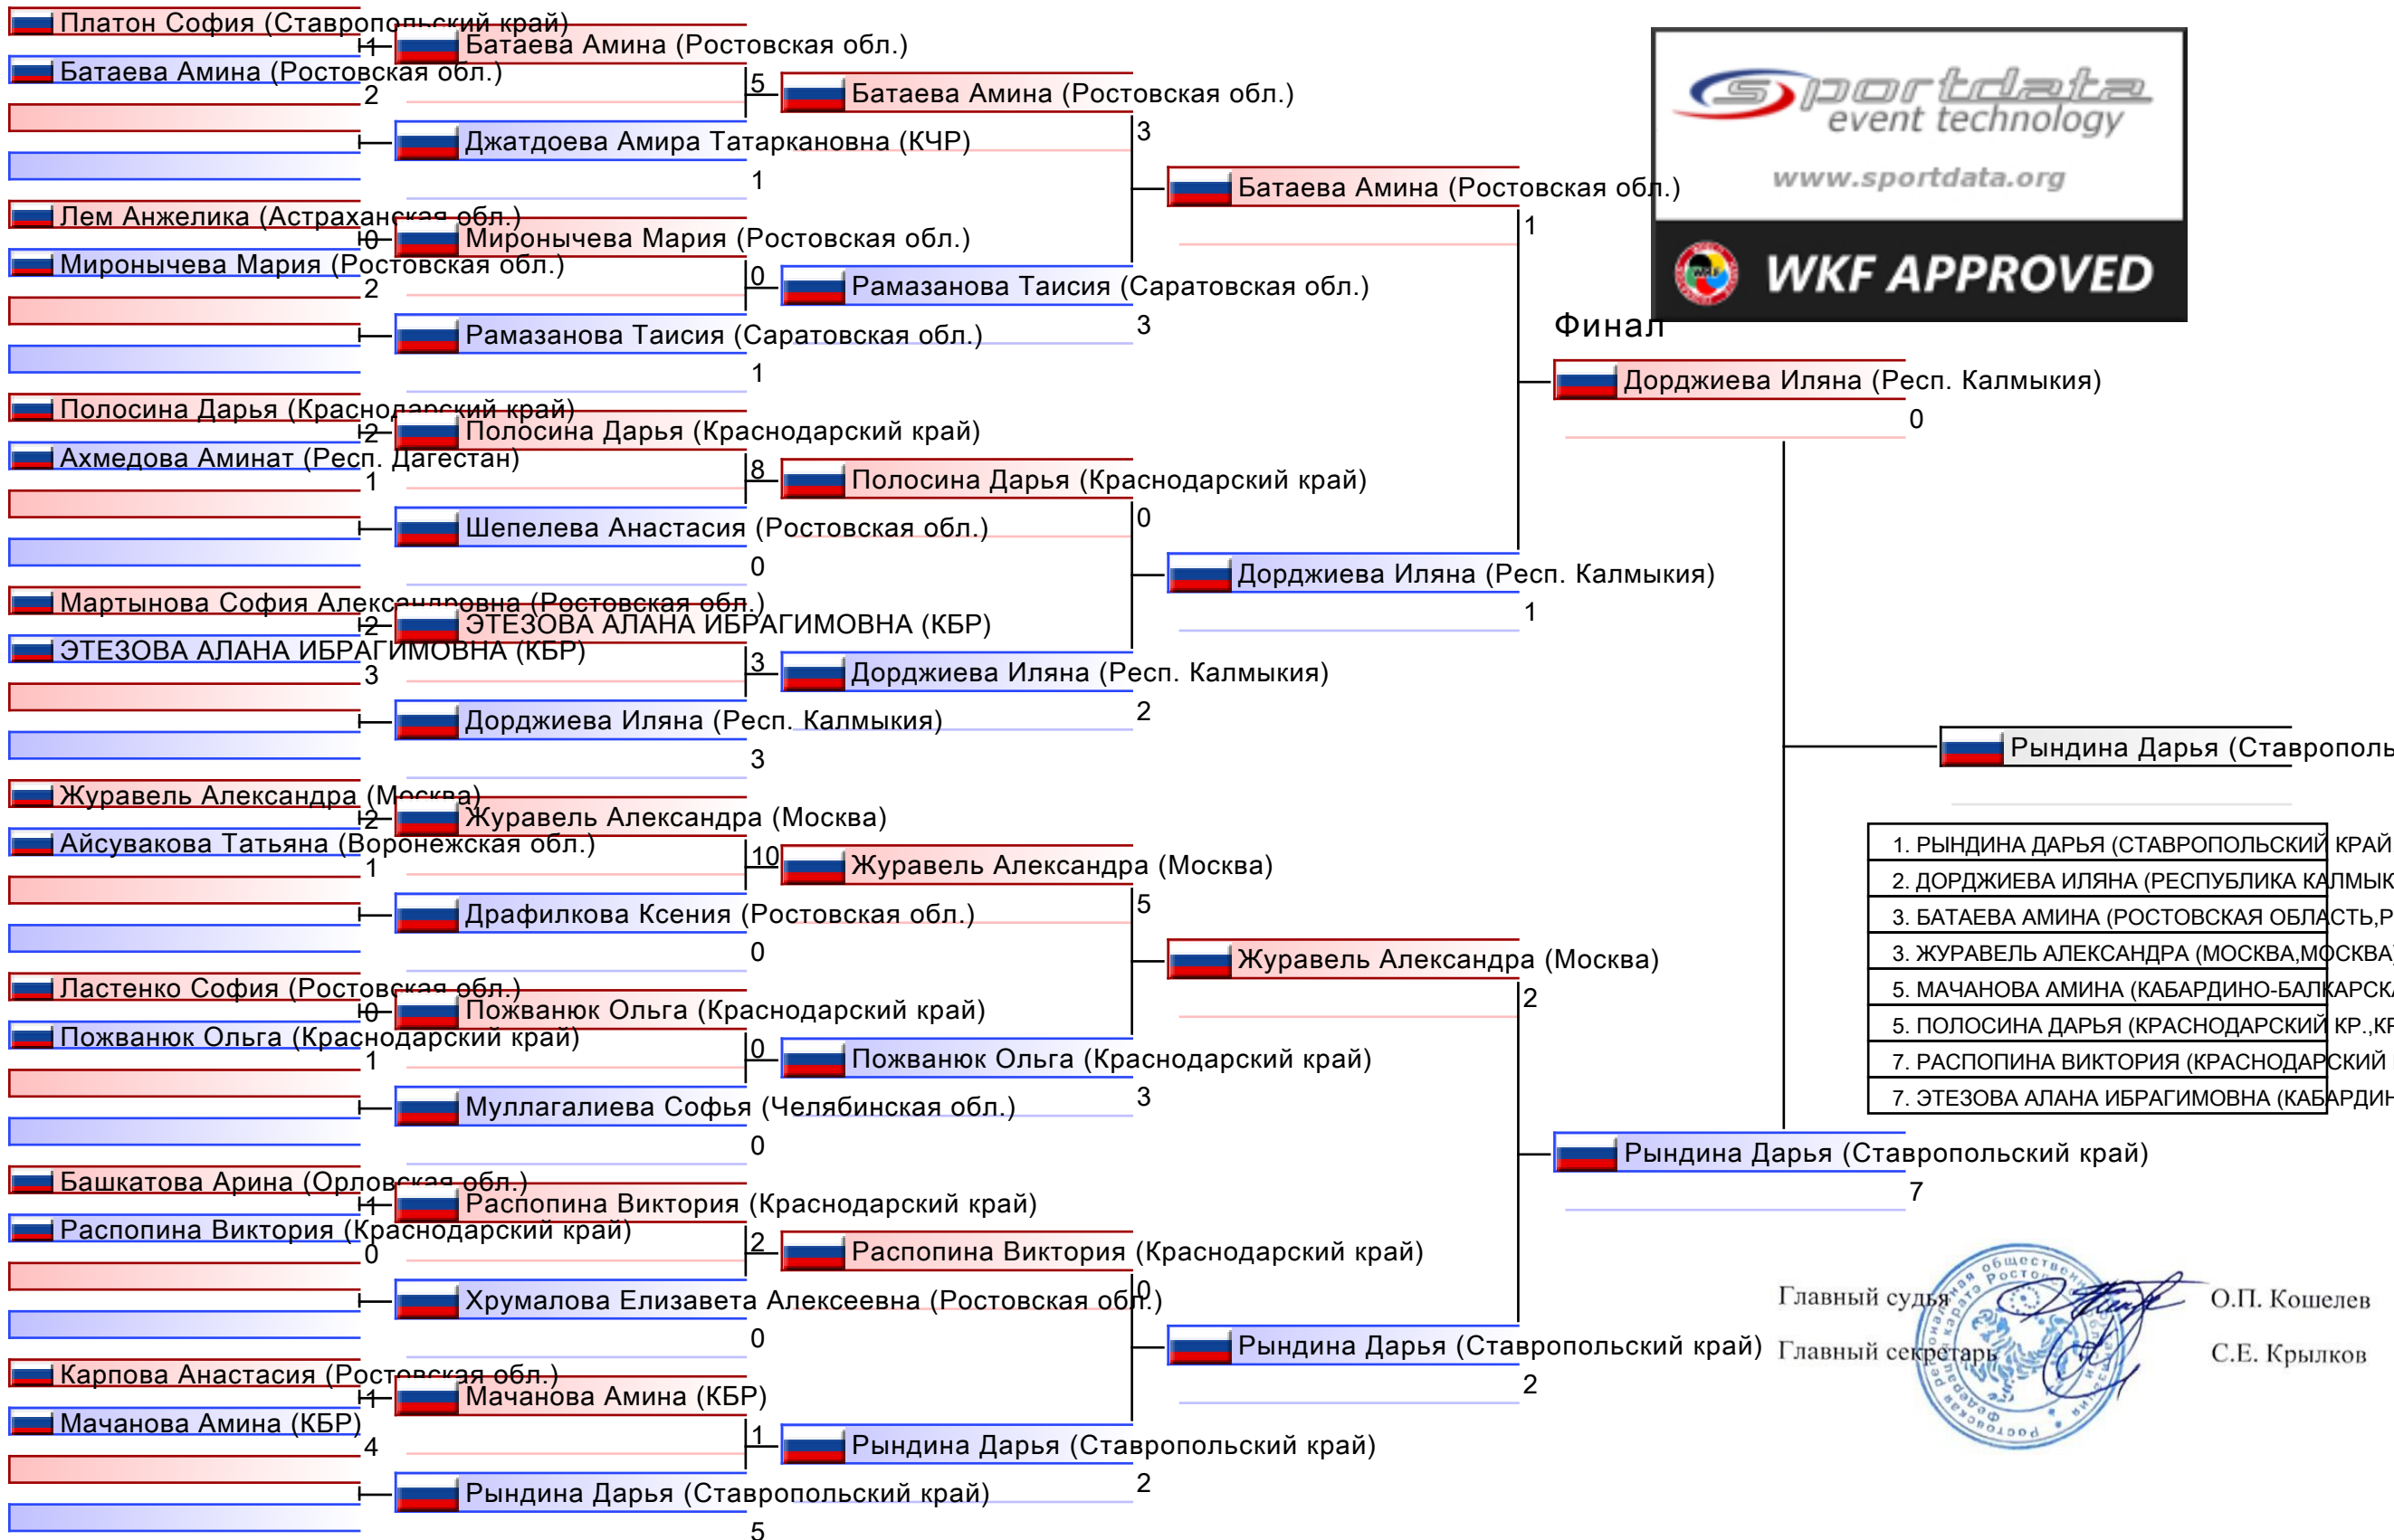 Платон София (Ставропольский край)
1
Батаева Амина (Ростовская обл.)
2
Лем Анжелика (Астраханская обл.)
0
Миронычева Мария (Ростовская обл.)
2
Полосина Дарья (Краснодарский край)
2
Ахмедова Аминат (Респ. Дагестан)
1
Мартынова София Александровна (Ростовская обл.)
2
ЭТЕЗОВА АЛАНА ИБРАГИМОВНА (КБР)
3
Журавель Александра (Москва)
2
Айсувакова Татьяна (Воронежская обл.)
1
Ластенко София (Ростовская обл.)
0
Пожванюк Ольга (Краснодарский край)
1
Башкатова Арина (Орловская обл.)
1
Распопина Виктория (Краснодарский край)
0
Карпова Анастасия (Ростовская обл.)
1
Мачанова Амина (КБР)
4
Батаева Амина (Ростовская обл.)
5
Джатдоева Амира Татаркановна (КЧР)
1
Миронычева Мария (Ростовская обл.)
0
Рамазанова Таисия (Саратовская обл.)
1
Полосина Дарья (Краснодарский край)
8
Шепелева Анастасия (Ростовская обл.)
0
ЭТЕЗОВА АЛАНА ИБРАГИМОВНА (КБР)
3
Дорджиева Иляна (Респ. Калмыкия)
3
Журавель Александра (Москва)
10
Драфилкова Ксения (Ростовская обл.)
0
Пожванюк Ольга (Краснодарский край)
0
Муллагалиева Софья (Челябинская обл.)
0
Распопина Виктория (Краснодарский край)
2
Хрумалова Елизавета Алексеевна (Ростовская обл.)
0
Мачанова Амина (КБР)
1
Рындина Дарья (Ставропольский край)
5
Батаева Амина (Ростовская обл.)
3
Рамазанова Таисия (Саратовская обл.)
3
Полосина Дарья (Краснодарский край)
0
Дорджиева Иляна (Респ. Калмыкия)
2
Журавель Александра (Москва)
5
Пожванюк Ольга (Краснодарский край)
3
Распопина Виктория (Краснодарский край)
0
Рындина Дарья (Ставропольский край)
2
Батаева Амина (Ростовская обл.)
1
Дорджиева Иляна (Респ. Калмыкия)
1
Журавель Александра (Москва)
2
Рындина Дарья (Ставропольский край)
2
sportdata
event technology
www.sportdata.org
WKF APPROVED
Финал
Дорджиева Иляна (Респ. Калмыкия)
0
Рындина Дарья (Ставропольский край)
7
Рындина Дарья (Ставрополь
1. РЫНДИНА ДАРЬЯ (СТАВРОПОЛЬСКИЙ КРАЙ
2. ДОРДЖИЕВА ИЛЯНА (РЕСПУБЛИКА КАЛМЫК
3. БАТАЕВА АМИНА (РОСТОВСКАЯ ОБЛАСТЬ,Р
3. ЖУРАВЕЛЬ АЛЕКСАНДРА (МОСКВА,МОСКВА)
5. МАЧАНОВА АМИНА (КАБАРДИНО-БАЛКАРСКА
5. ПОЛОСИНА ДАРЬЯ (КРАСНОДАРСКИЙ КР.,КР
7. РАСПОПИНА ВИКТОРИЯ (КРАСНОДАРСКИЙ
7. ЭТЕЗОВА АЛАНА ИБРАГИМОВНА (КАБАРДИН
Главный судья О.П. Кошелев
Главный секретарь С.Е. Крылков